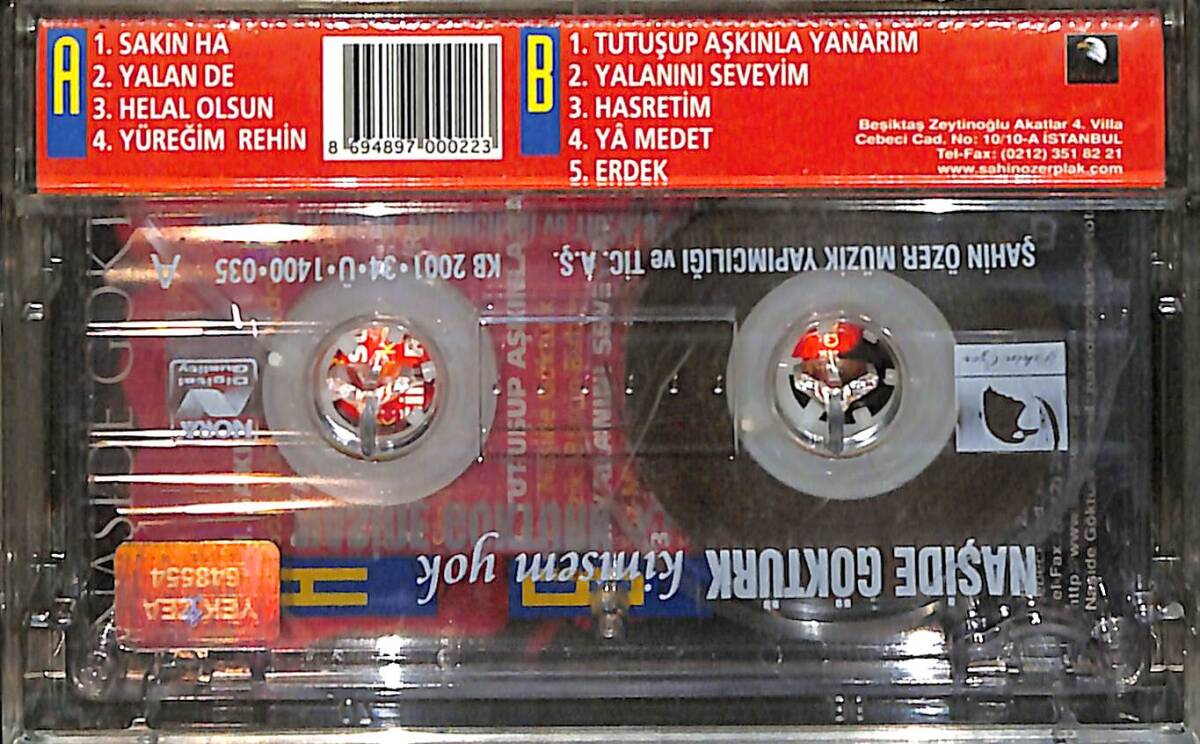 A
1. SAKIN HA
2. YALAN DE
3. HELAL OLSUN
4. YÜREĞİM REHİN
8 694897 000223
B
1. TUTUŞUP AŞKINLA YANARIM
2. YALANINI SEVEYİM
3. HASRETİM
4. YÂ MEDET
5. ERDEK
Beşiktaş Zeytinoğlu Akatlar 4. Villa
Cebeci Cad. No: 10/10-A İSTANBUL
Tel-Fax: (0212) 351 82 21
www.sahinozerplak.com
NAŞİDE GÖKTÜRK kimsem yok
YEK ZEA
648554
NORX
Digital
Quality
A
KB 2001•34•Ü•1400•035
ŞAHİN ÖZER MÜZİK YAPIMCILIĞI ve TİC. A.Ş.